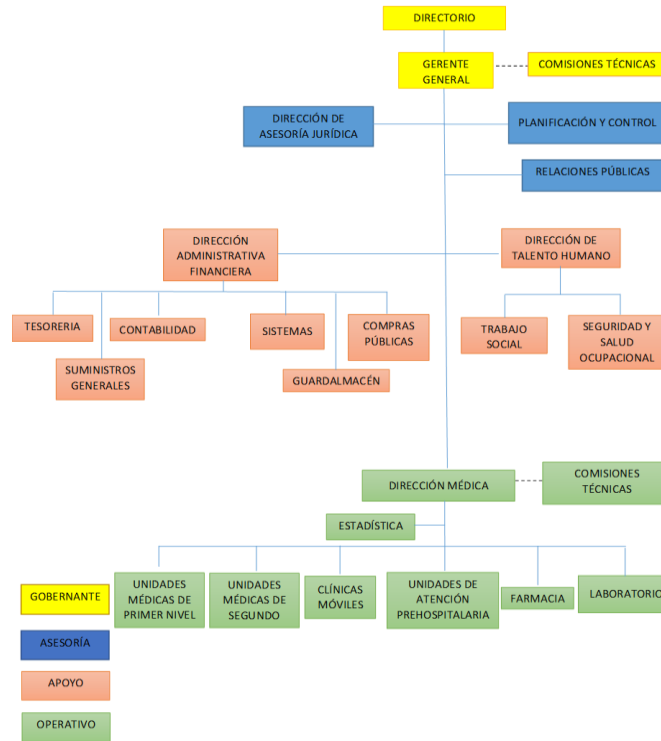 DIRECTORIO
GERENTE
GENERAL
COMISIONES TÉCNICAS
DIRECCIÓN DE
ASESORÍA JURÍDICA
PLANIFICACIÓN Y CONTROL
RELACIONES PÚBLICAS
DIRECCIÓN
ADMINISTRATIVA
FINANCIERA
DIRECCIÓN DE
TALENTO HUMANO
TESORERIA
CONTABILIDAD
SISTEMAS
COMPRAS
PÚBLICAS
SUMINISTROS
GENERALES
GUARDALMACÉN
TRABAJO
SOCIAL
SEGURIDAD Y
SALUD
OCUPACIONAL
DIRECCIÓN MÉDICA
COMISIONES
TÉCNICAS
ESTADÍSTICA
UNIDADES
MÉDICAS DE
PRIMER NIVEL
UNIDADES
MÉDICAS DE
SEGUNDO
CLÍNICAS
MÓVILES
UNIDADES DE
ATENCIÓN
PREHOSPITALARIA
FARMACIA
LABORATORIO
GOBERNANTE
ASESORÍA
APOYO
OPERATIVO